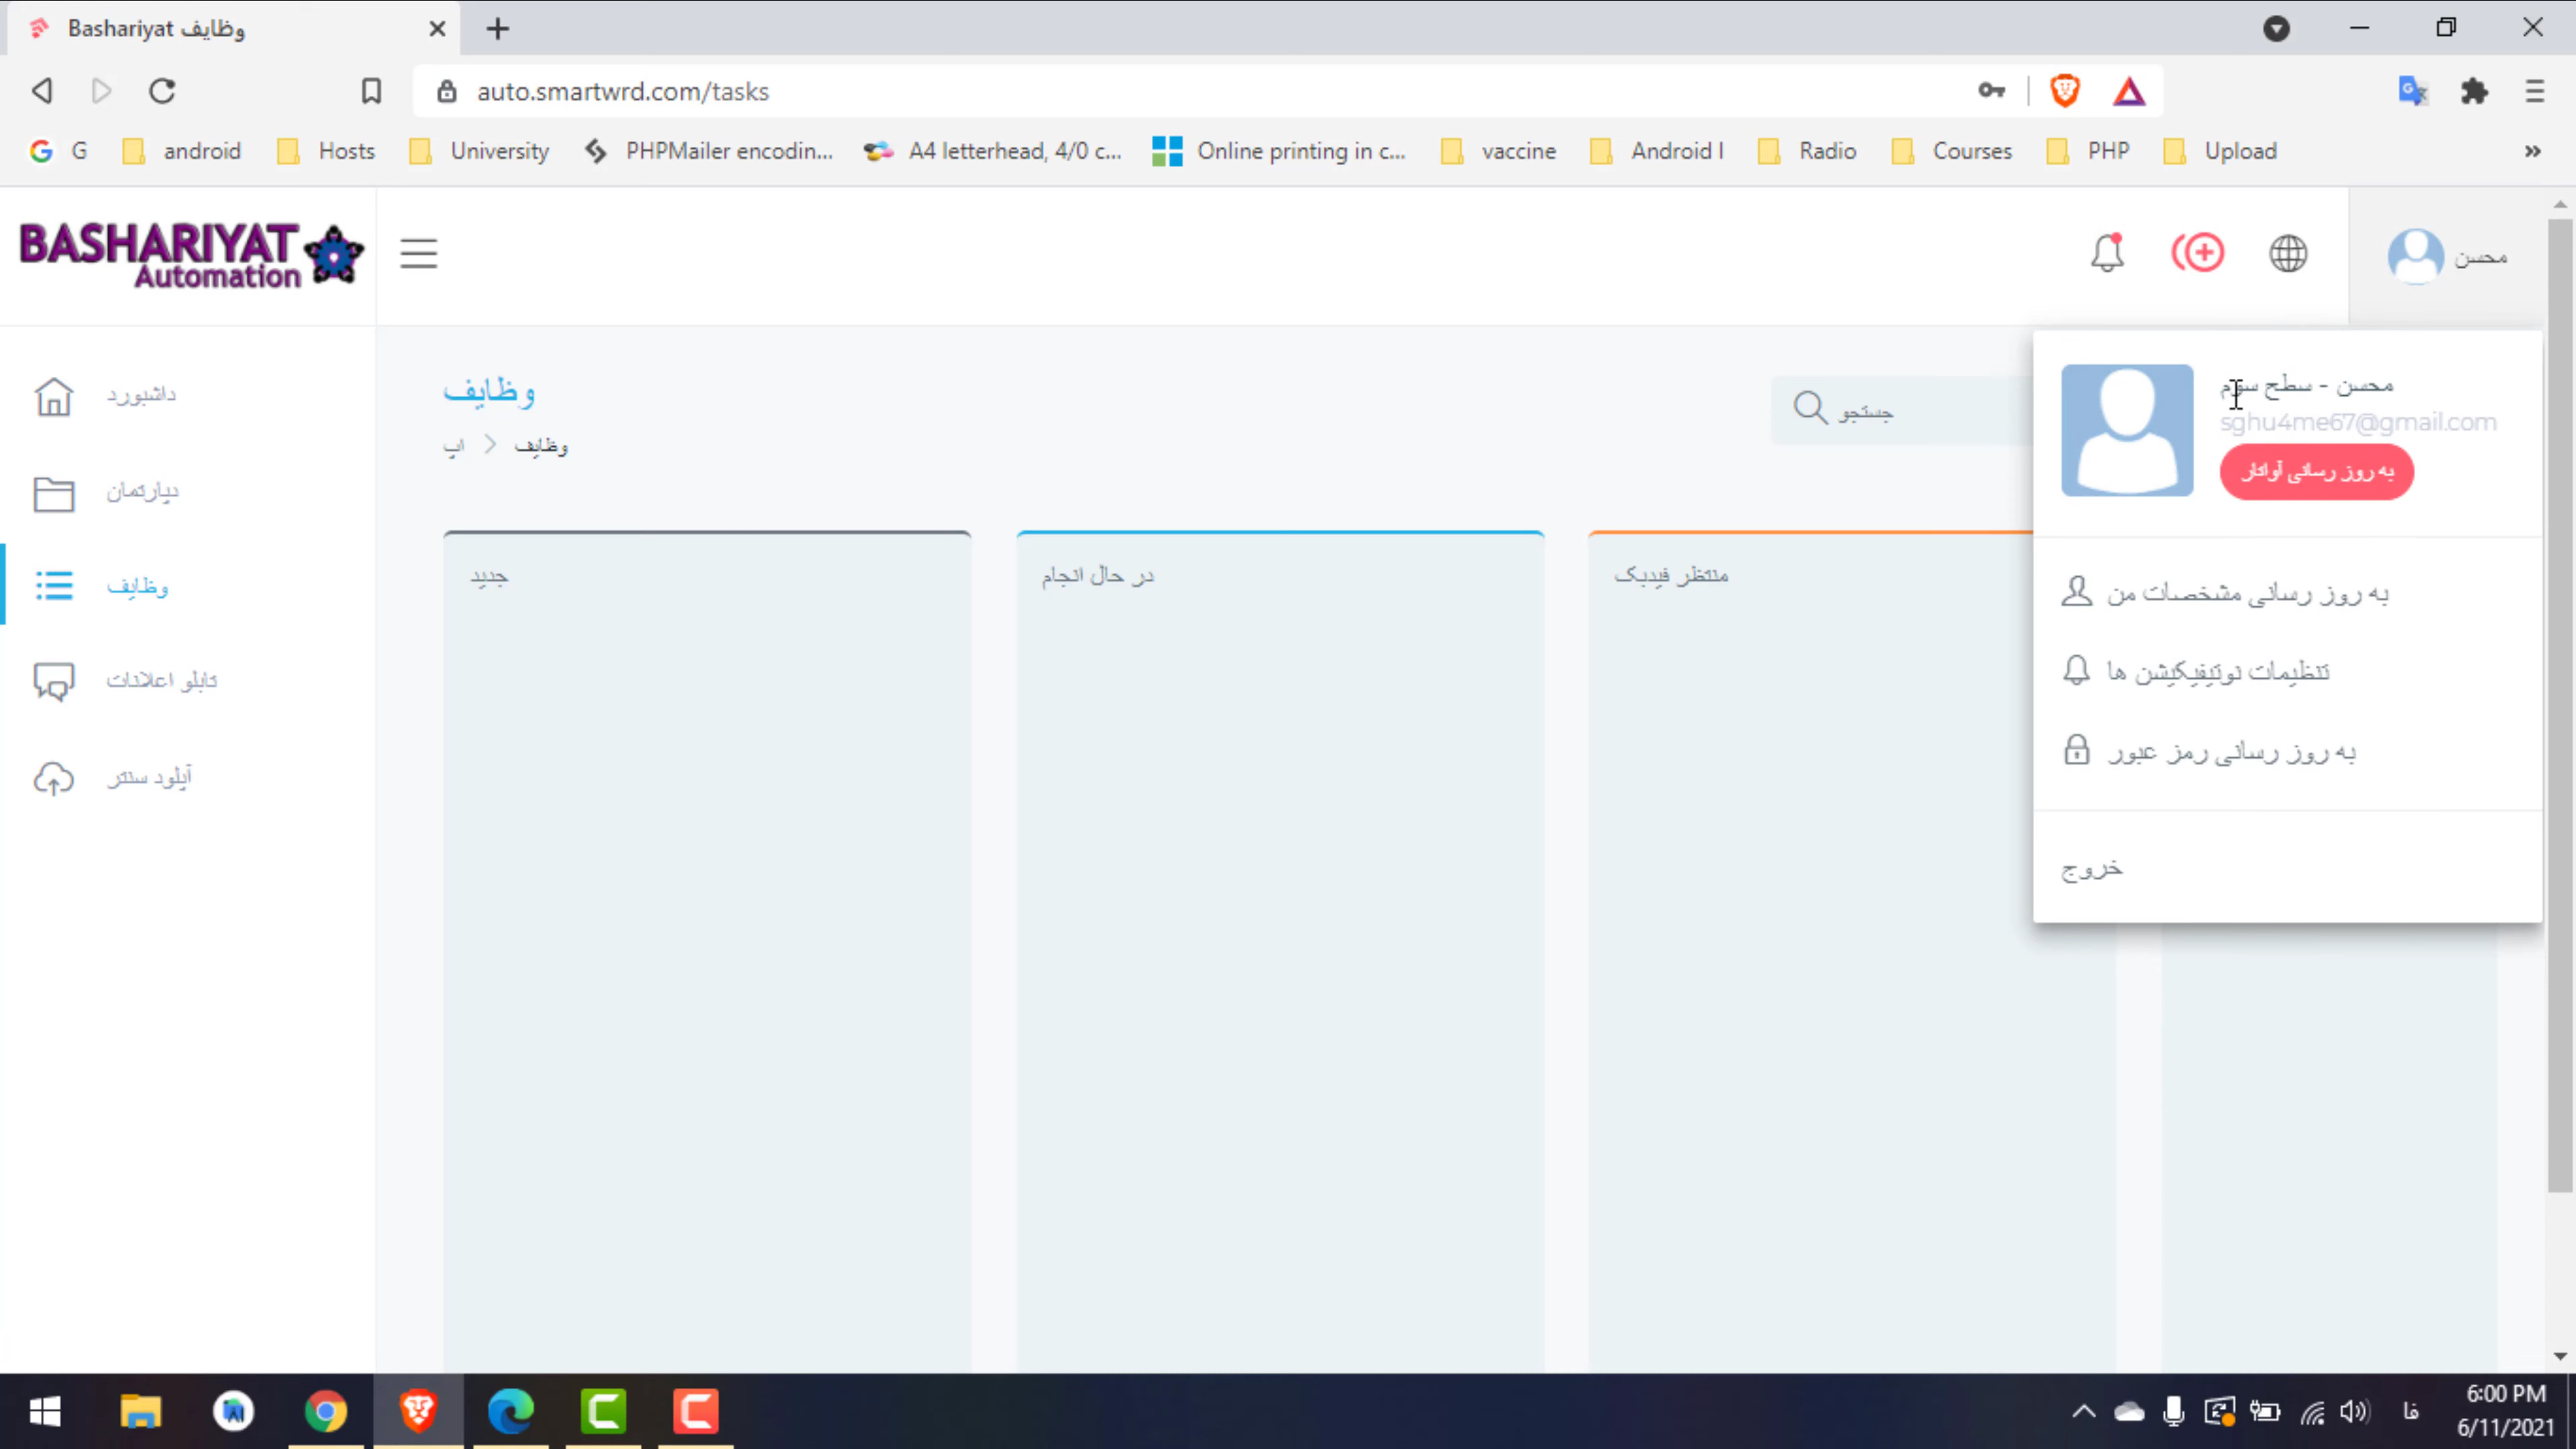 Bashariyat وظایف
auto.smartwrd.com/tasks
G
android
Hosts
University
PHPMailer encodin...
A4 letterhead, 4/0 c...
Online printing in c...
vaccine
Android I
Radio
Courses
PHP
Upload
BASHARIYAT
Automation
محسن
داشبورد
دپارتمان
وظایف
تابلو اعلانات
آپلود سنتر
وظایف
اپ > وظایف
جستجو
جدید
در حال انجام
منتظر فیدبک
محسن - سطح سوم
sghu4me67@gmail.com
به روز رسانی آواتار
به روز رسانی مشخصات من
تنظیمات نوتیفیکیشن ها
به روز رسانی رمز عبور
خروج
فا
6:00 PM
6/11/2021